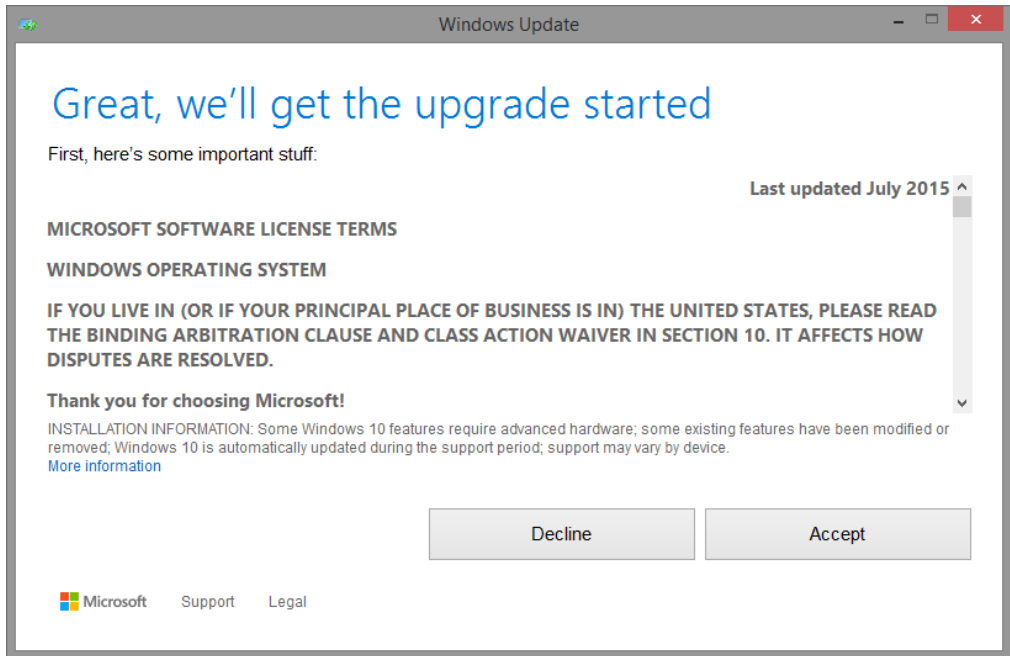 Windows Update
Great, we'll get the upgrade started
First, here's some important stuff:
Last updated July 2015
MICROSOFT SOFTWARE LICENSE TERMS
WINDOWS OPERATING SYSTEM
IF YOU LIVE IN (OR IF YOUR PRINCIPAL PLACE OF BUSINESS IS IN) THE UNITED STATES, PLEASE READ
THE BINDING ARBITRATION CLAUSE AND CLASS ACTION WAIVER IN SECTION 10. IT AFFECTS HOW
DISPUTES ARE RESOLVED.
Thank you for choosing Microsoft!
INSTALLATION INFORMATION: Some Windows 10 features require advanced hardware; some existing features have been modified or
removed; Windows 10 is automatically updated during the support period; support may vary by device.
More information
Decline
Accept
Microsoft Support Legal